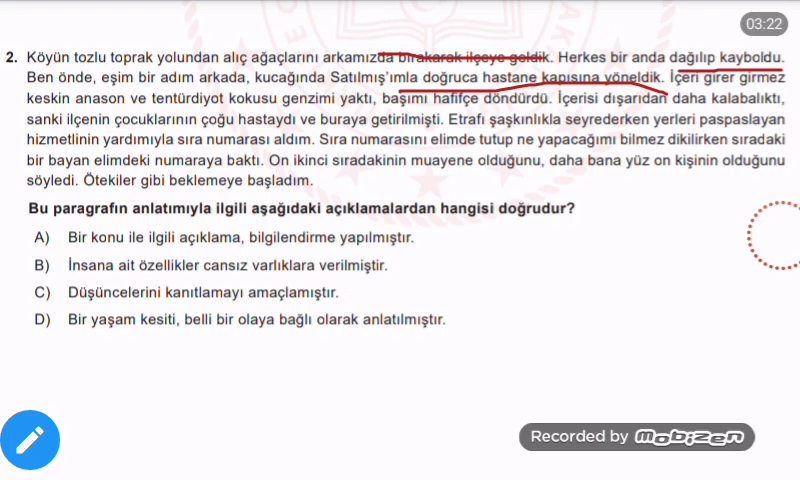 03:22
2. Köyün tozlu toprak yolundan alıç ağaçlarını arkamızda bırakarak ilçeye geldik. Herkes bir anda dağılıp kayboldu.
Ben önde, eşim bir adım arkada, kucağında Satılmış'ımla doğruca hastane kapısına yöneldik. İçeri girer girmez
keskin anason ve tentürdiyot kokusu genzimi yaktı, başımı hafifçe döndürdü. İçerisi dışarıdan daha kalabalıktı,
sanki ilçenin çocuklarının çoğu hastaydı ve buraya getirilmişti. Etrafı şaşkınlıkla seyrederken yerleri paspaslayan
hizmetlinin yardımıyla sıra numarası aldım. Sıra numarasını elimde tutup ne yapacağımı bilmez dikilirken sıradaki
bir bayan elimdeki numaraya baktı. On ikinci sıradakinin muayene olduğunu, daha bana yüz on kişinin olduğunu
söyledi. Ötekiler gibi beklemeye başladım.
Bu paragrafın anlatımıyla ilgili aşağıdaki açıklamalardan hangisi doğrudur?
A) Bir konu ile ilgili açıklama, bilgilendirme yapılmıştır.
B) İnsana ait özellikler cansız varlıklara verilmiştir.
C) Düşüncelerini kanıtlamayı amaçlamıştır.
D) Bir yaşam kesiti, belli bir olaya bağlı olarak anlatılmıştır.
Recorded by mobizen